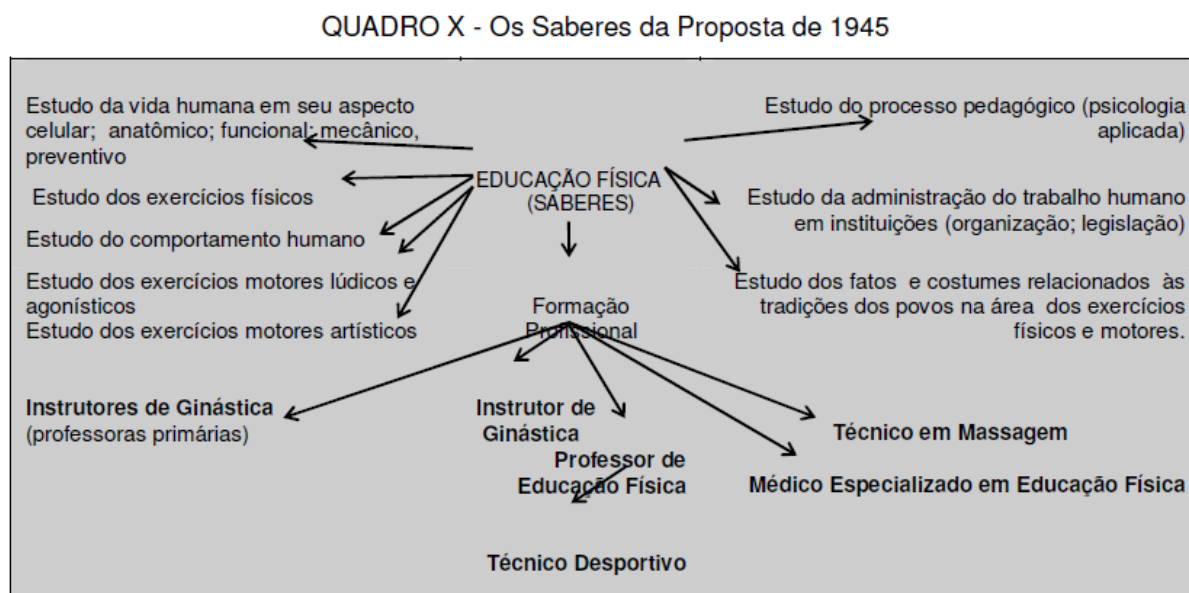 QUADRO X - Os Saberes da Proposta de 1945
Estudo da vida humana em seu aspecto
celular; anatômico; funcional; mecânico,
preventivo
Estudo dos exercícios físicos
Estudo do comportamento humano
Estudo dos exercícios motores lúdicos e
agonísticos
Estudo dos exercícios motores artísticos
EDUCAÇÃO FÍSICA
(SABERES)
Formação
Profissional
Estudo do processo pedagógico (psicologia
aplicada)
Estudo da administração do trabalho humano
em instituições (organização; legislação)
Estudo dos fatos e costumes relacionados às
tradições dos povos na área dos exercícios
físicos e motores.
Instrutores de Ginástica
(professoras primárias)
Instrutor de
Ginástica
Professor de
Educação Física
Técnico Desportivo
Técnico em Massagem
Médico Especializado em Educação Física